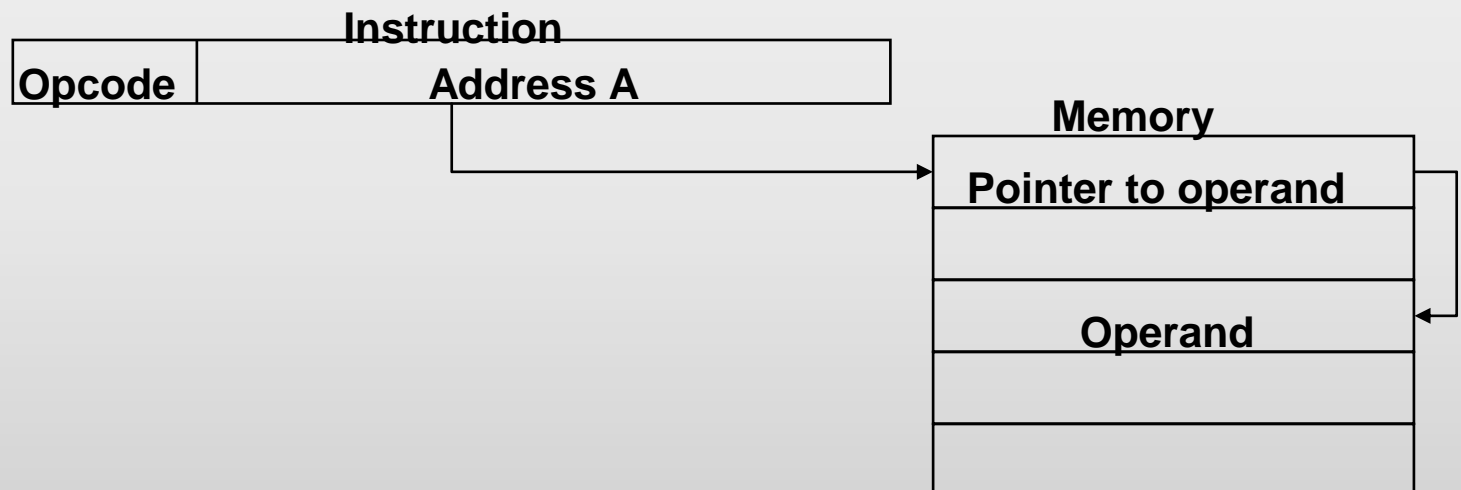 Instruction
Opcode
Address A
Memory
Pointer to operand
Operand